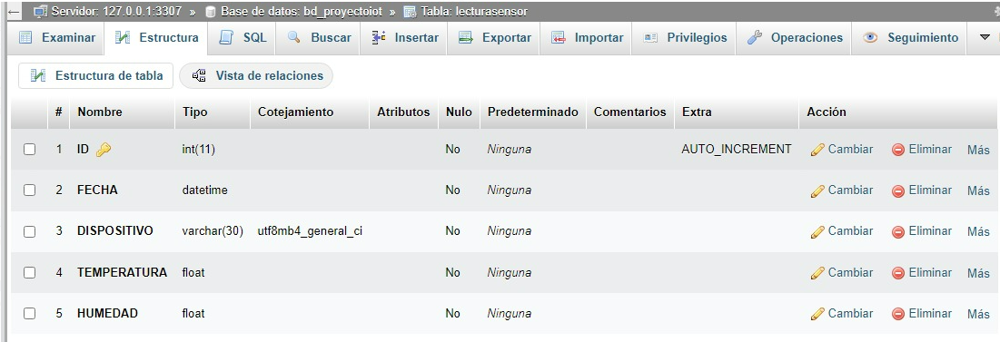 Servidor: 127.0.0.1:3307 » Base de datos: bd_proyectoiot » Tabla: lecturasensor
Examinar Estructura SQL Buscar Insertar Exportar Importar Privilegios Operaciones Seguimiento
Estructura de tabla Vista de relaciones
# Nombre Tipo Cotejamiento Atributos Nulo Predeterminado Comentarios Extra Acción
1 ID int(11) No Ninguna AUTO_INCREMENT Cambiar Eliminar Más
2 FECHA datetime No Ninguna Cambiar Eliminar Más
3 DISPOSITIVO varchar(30) utf8mb4_general_ci No Ninguna Cambiar Eliminar Más
4 TEMPERATURA float No Ninguna Cambiar Eliminar Más
5 HUMEDAD float No Ninguna Cambiar Eliminar Más